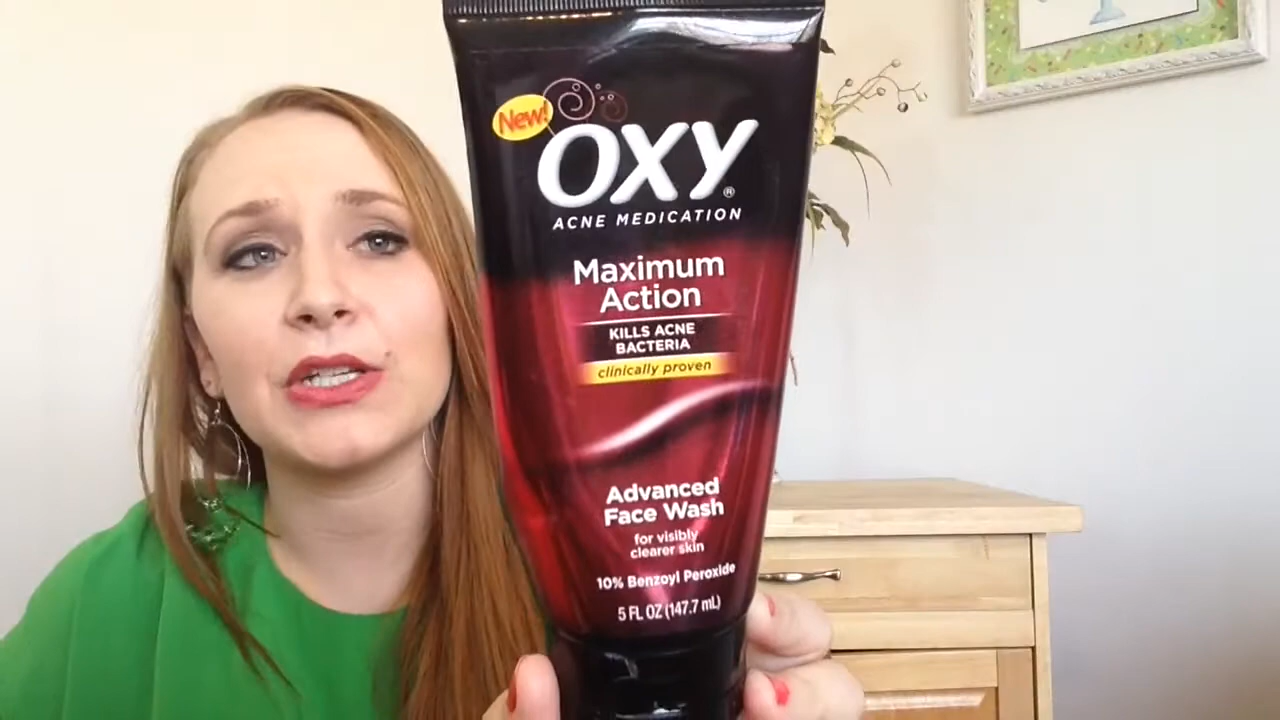 New!
OXY®
ACNE MEDICATION
Maximum
Action
KILLS ACNE
BACTERIA
clinically proven
Advanced
Face Wash
for visibly
clearer skin
10% Benzoyl Peroxide
5 FL OZ (147.7 mL)